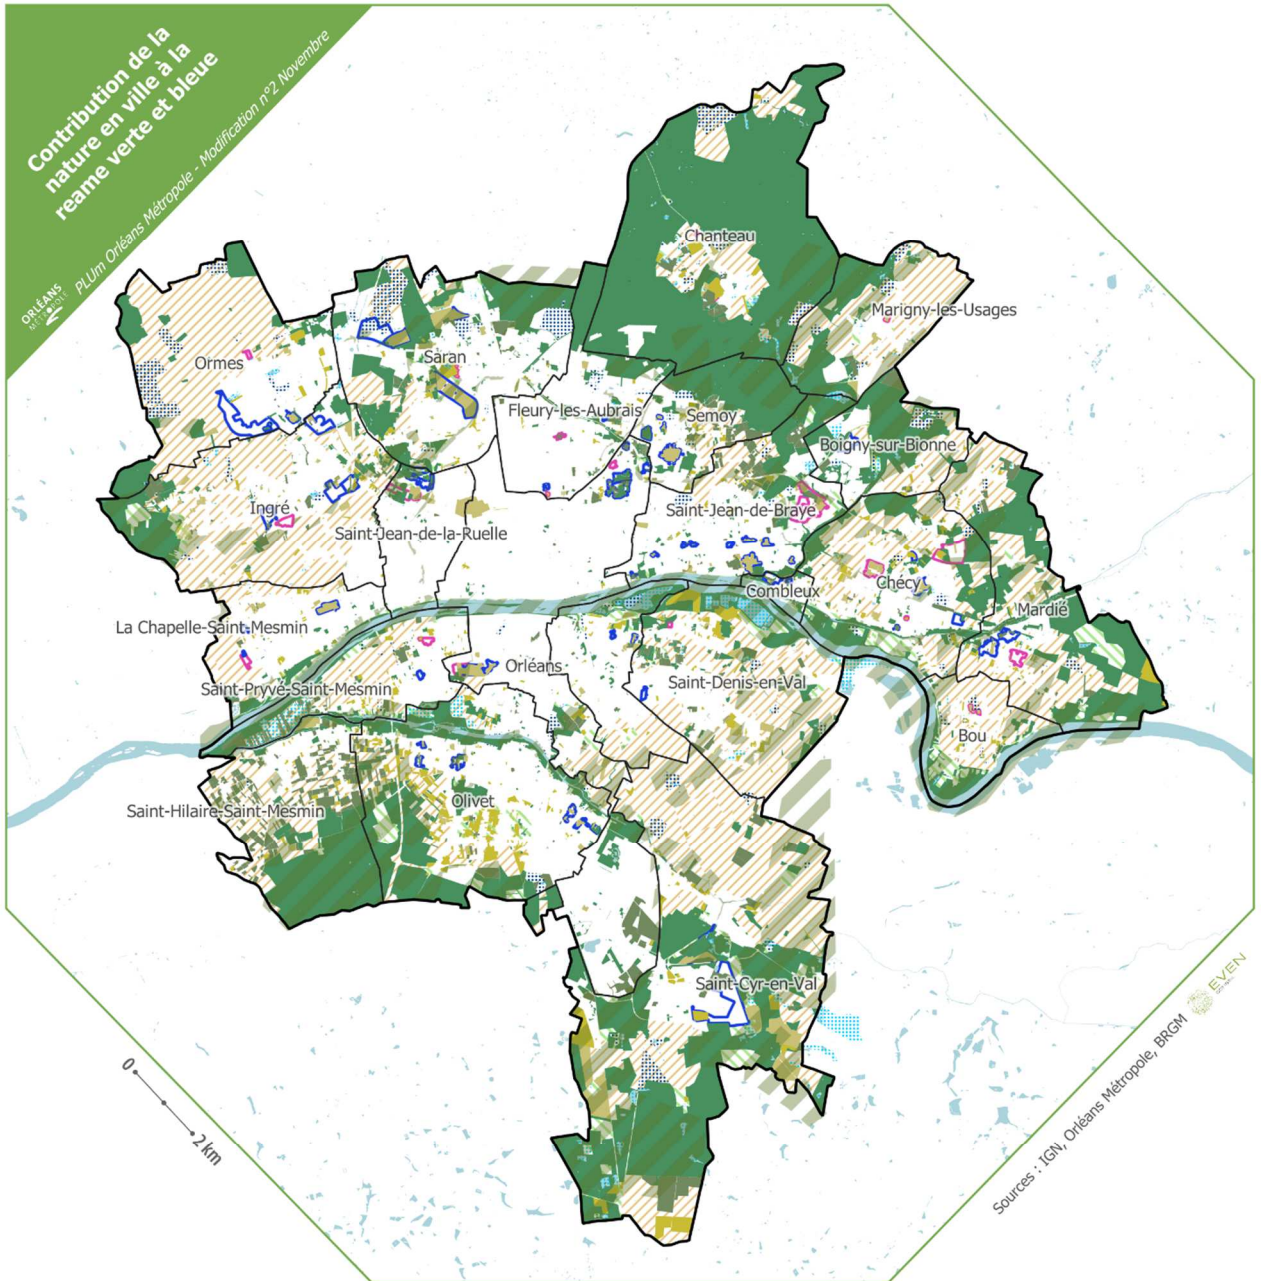 Contribution de la
nature en ville à la
reame verte et bleue
PLUm Orléans Métropole - Modification n°2 Novembre
ORLÉANS
MÉTROPOLE
Chanteau
Marigny-les-Usages
Ormes
Saran
Fleury-les-Aubrais
Semoy
Boigny-sur-Bionne
Ingré
Saint-Jean-de-la-Ruelle
Saint-Jean-de-Braye
Chécy
Combleux
Mardié
La Chapelle-Saint-Mesmin
Orléans
Saint-Pryvé-Saint-Mesmin
Saint-Denis-en-Val
Bou
Saint-Hilaire-Saint-Mesmin
Olivet
Saint-Cyr-en-Val
0
2 km
Sources : IGN, Orléans Métropole, BRGM
EVEN